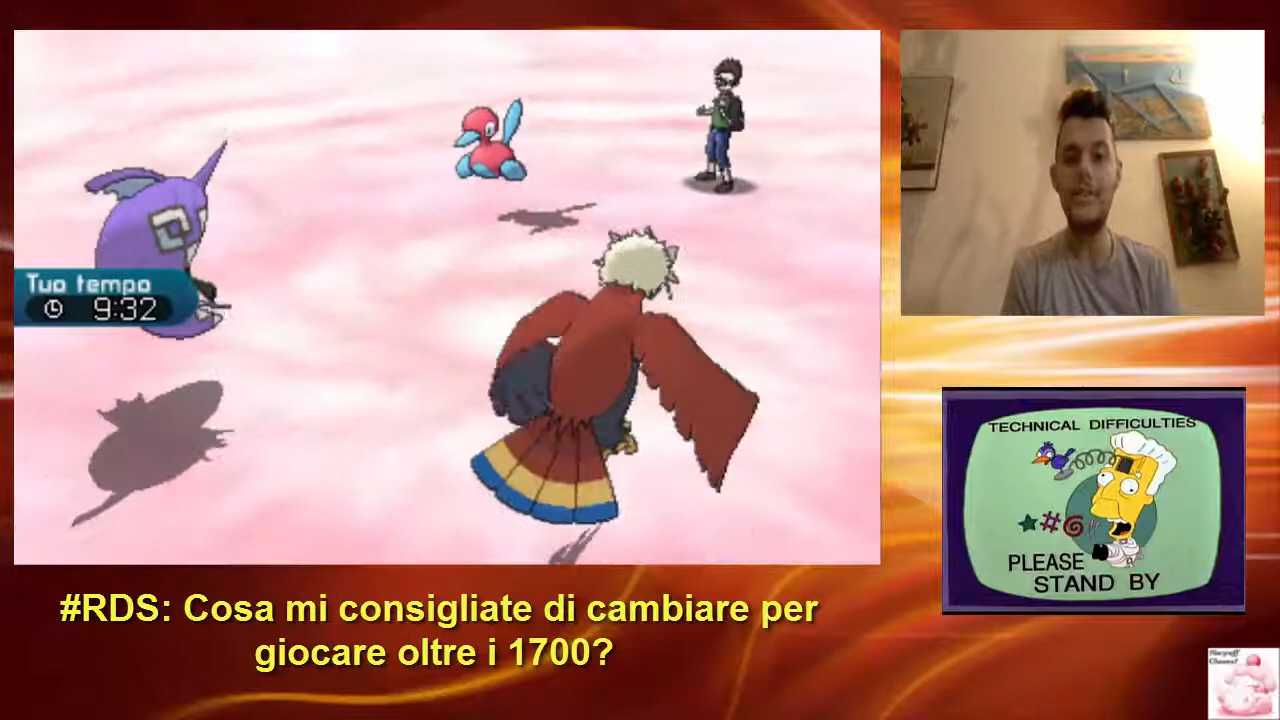 Tuo tempo
9:32
TECHNICAL DIFFICULTIES
PLEASE
STAND BY
#RDS: Cosa mi consigliate di cambiare per
giocare oltre i 1700?